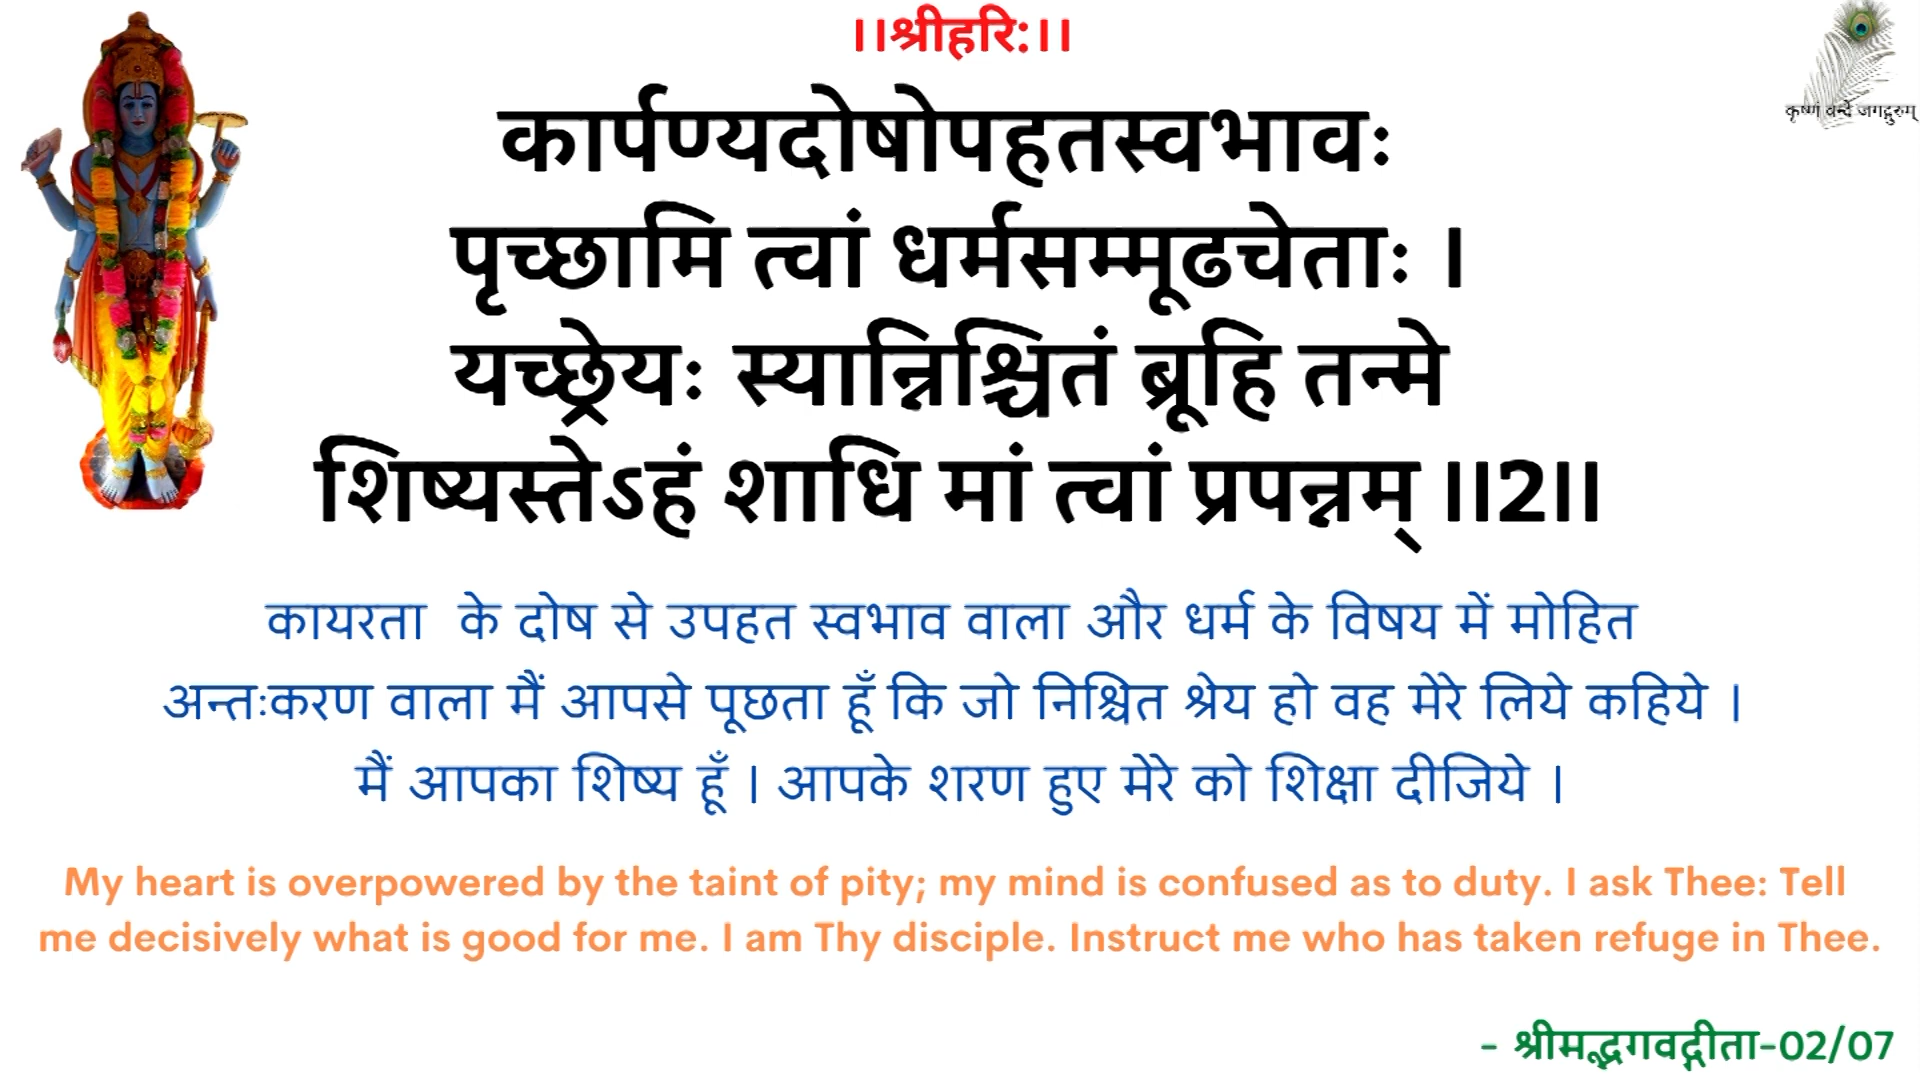 ।।श्रीहरि:।।
कृष्णं वन्दे जगद्गुरुम्
कार्पण्यदोषोपहतस्वभावः
पृच्छामि त्वां धर्मसम्मूढचेताः ।
यच्छ्रेयः स्यान्निश्चितं ब्रूहि तन्मे
शिष्यस्तेऽहं शाधि मां त्वां प्रपन्नम् ।।2।।
कायरता के दोष से उपहत स्वभाव वाला और धर्म के विषय में मोहित
अन्तःकरण वाला मैं आपसे पूछता हूँ कि जो निश्चित श्रेय हो वह मेरे लिये कहिये ।
मैं आपका शिष्य हूँ । आपके शरण हुए मेरे को शिक्षा दीजिये ।
My heart is overpowered by the taint of pity; my mind is confused as to duty. I ask Thee: Tell
me decisively what is good for me. I am Thy disciple. Instruct me who has taken refuge in Thee.
- श्रीमद्भगवद्गीता-02/07